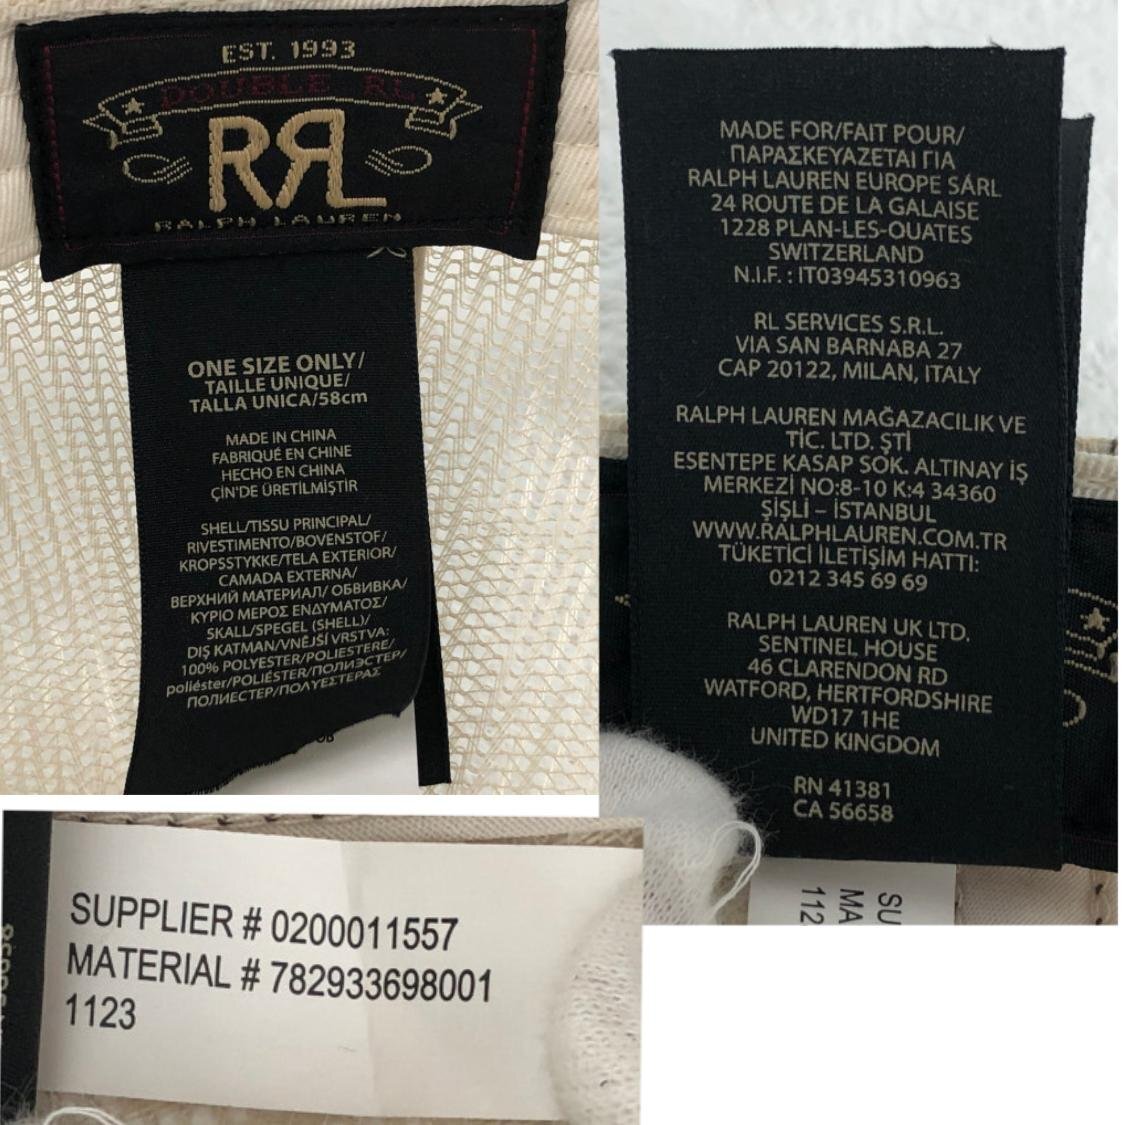 EST. 1993
DOUBLE RL
RRL
RALPH LAUREN
ONE SIZE ONLY/
TAILLE UNIQUE/
TALLA UNICA/58cm
MADE IN CHINA
FABRIQUÉ EN CHINE
HECHO EN CHINA
ÇİN'DE ÜRETİLMİŞTİR
SHELL/TISSU PRINCIPAL/
RIVESTIMENTO/BOVENSTOF/
KROPSSTYKKE/TELA EXTERIOR/
CAMADA EXTERNA/
ВЕРХНИЙ МАТЕРИАЛ/ ОБВИВКА/
ΚΥΡΙΟ ΜΕΡΟΣ ΕΝΔΥΜΑΤΟΣ/
SKALL/SPEGEL (SHELL)/
DIŞ KATMAN/VNĚJŠÍ VRSTVA:
100% POLYESTER/POLIESTERE/
poliéster/POLIÉSTER/ПОЛИЭСТЕР/
ПОЛИЕСТЕР/ΠΟΛΥΕΣΤΕΡΑΣ
MADE FOR/FAIT POUR/
ΠΑΡΑΣΚΕΥΑΖΕΤΑΙ ΓΙΑ
RALPH LAUREN EUROPE SÁRL
24 ROUTE DE LA GALAISE
1228 PLAN-LES-OUATES
SWITZERLAND
N.I.F. : IT03945310963
RL SERVICES S.R.L.
VIA SAN BARNABA 27
CAP 20122, MILAN, ITALY
RALPH LAUREN MAĞAZACILIK VE
TİC. LTD. ŞTİ
ESENTEPE KASAP SOK. ALTINAY İŞ
MERKEZİ NO:8-10 K:4 34360
ŞİŞLİ – İSTANBUL
WWW.RALPHLAUREN.COM.TR
TÜKETİCİ İLETİŞİM HATTI:
0212 345 69 69
RALPH LAUREN UK LTD.
SENTINEL HOUSE
46 CLARENDON RD
WATFORD, HERTFORDSHIRE
WD17 1HE
UNITED KINGDOM
RN 41381
CA 56658
SU
MA
112
SUPPLIER # 0200011557
MATERIAL # 782933698001
1123